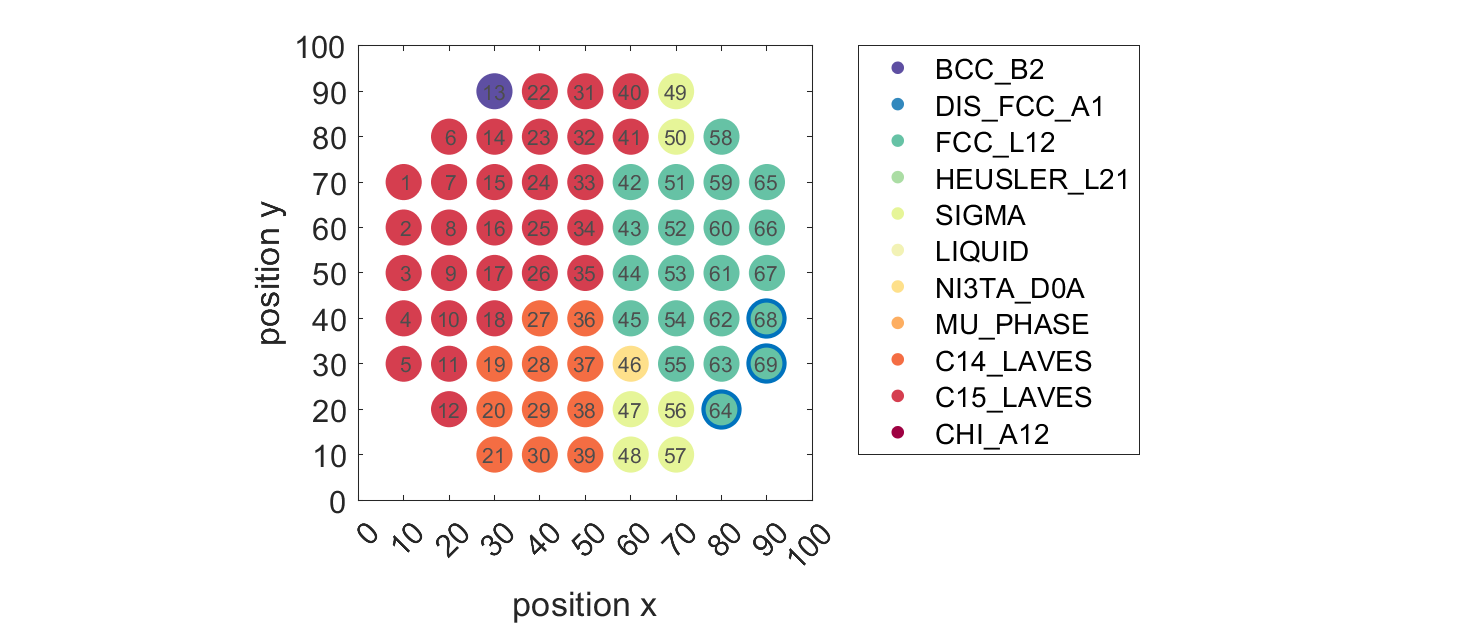 100
90
80
70
60
50
40
30
20
10
0
position y
13 22 31 40 49
6 14 23 32 41 50 58
1 7 15 24 33 42 51 59 65
2 8 16 25 34 43 52 60 66
3 9 17 26 35 44 53 61 67
4 10 18 27 36 45 54 62 68
5 11 19 28 37 46 55 63 69
12 20 29 38 47 56 64
21 30 39 48 57
0 10 20 30 40 50 60 70 80 90 100
position x
BCC_B2
DIS_FCC_A1
FCC_L12
HEUSLER_L21
SIGMA
LIQUID
NI3TA_D0A
MU_PHASE
C14_LAVES
C15_LAVES
CHI_A12